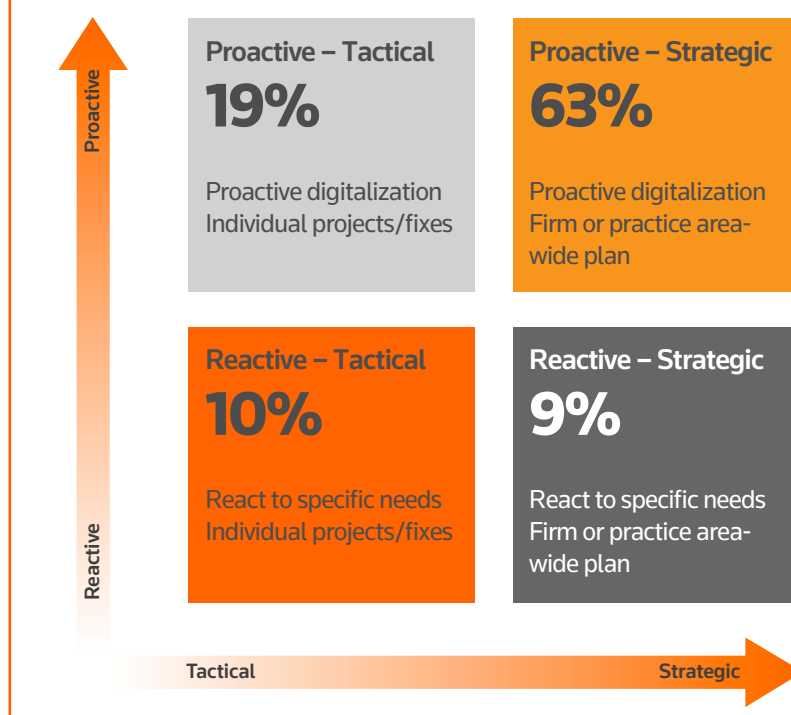 Proactive
Proactive – Tactical
19%
Proactive digitalization
Individual projects/fixes
Proactive – Strategic
63%
Proactive digitalization
Firm or practice area-
wide plan
Reactive
Reactive – Tactical
10%
React to specific needs
Individual projects/fixes
Reactive – Strategic
9%
React to specific needs
Firm or practice area-
wide plan
Tactical
Strategic